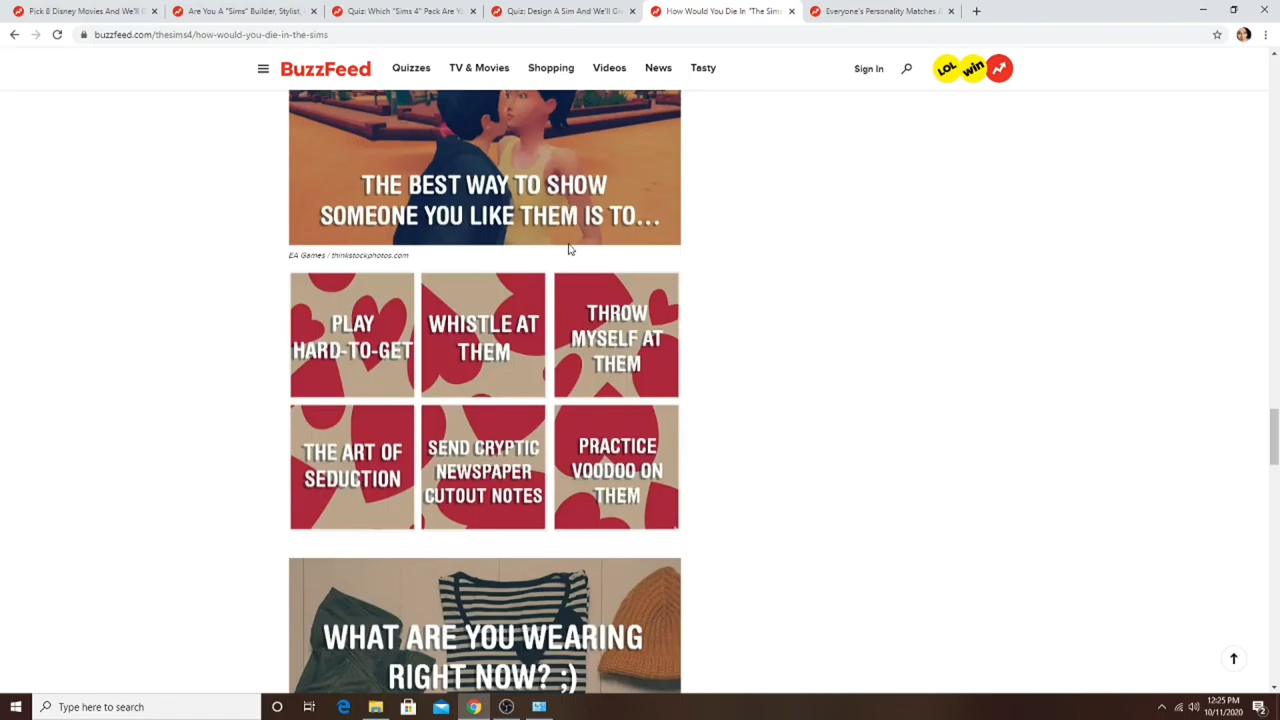 Pick 8 Disney Movies And We'll G
Are You A "Sims" Builder, Stylist,
Quiz: Which "Sims 4" Pack Are Yo
Quiz: Design A Sim And We'll Giv
How Would You Die In "The Sims
Everyone's Personality Matches A
buzzfeed.com/thesims4/how-would-you-die-in-the-sims
BuzzFeed
Quizzes
TV & Movies
Shopping
Videos
News
Tasty
Sign In
LOL
win
THE BEST WAY TO SHOW
SOMEONE YOU LIKE THEM IS TO...
EA Games / thinkstockphotos.com
PLAY
HARD-TO-GET
WHISTLE AT
THEM
THROW
MYSELF AT
THEM
THE ART OF
SEDUCTION
SEND CRYPTIC
NEWSPAPER
CUTOUT NOTES
PRACTICE
VOODOO ON
THEM
WHAT ARE YOU WEARING
RIGHT NOW? ;)
Type here to search
12:25 PM
10/11/2020
2